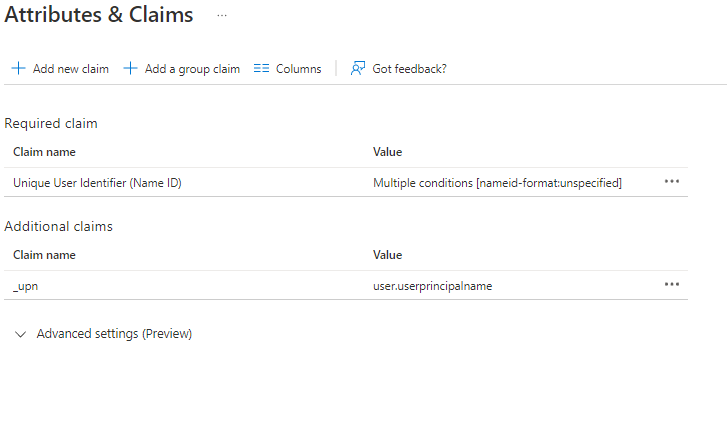 Attributes & Claims ...
Add new claim Add a group claim Columns Got feedback?
Required claim
Claim name Value
Unique User Identifier (Name ID) Multiple conditions [nameid-format:unspecified]
Additional claims
Claim name Value
_upn user.userprincipalname
Advanced settings (Preview)